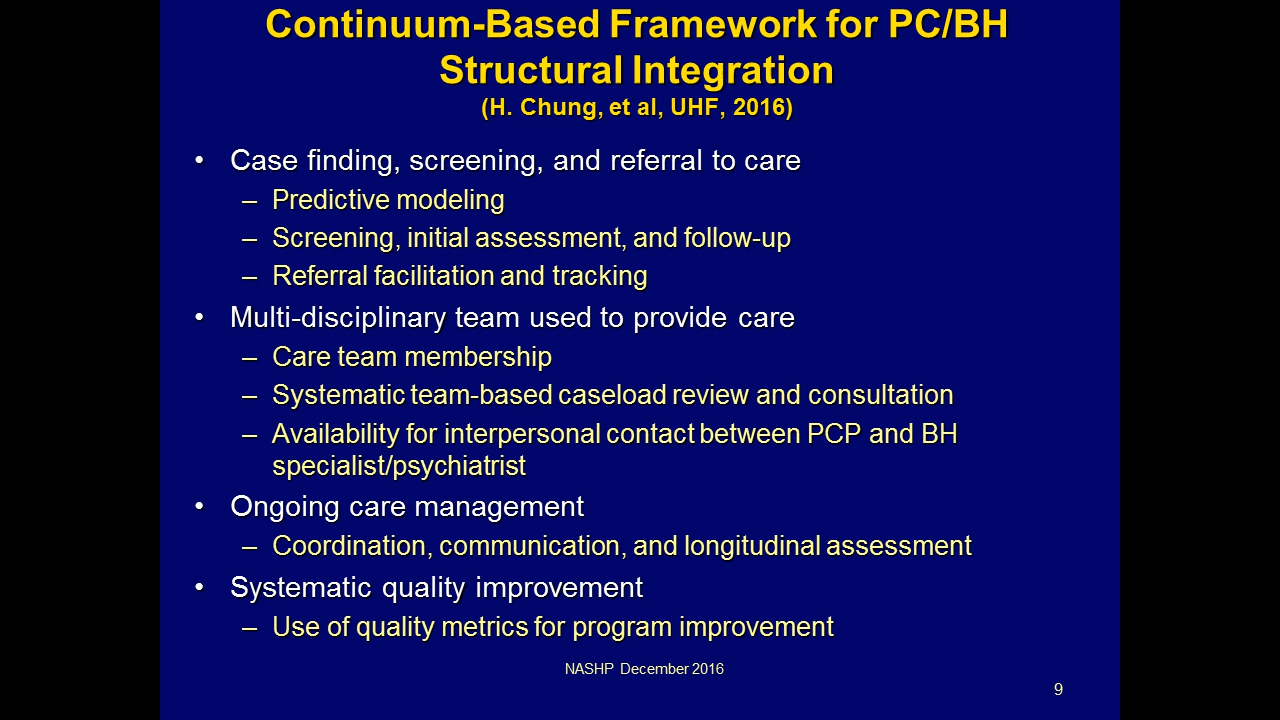 Continuum-Based Framework for PC/BH
Structural Integration
(H. Chung, et al, UHF, 2016)
• Case finding, screening, and referral to care
– Predictive modeling
– Screening, initial assessment, and follow-up
– Referral facilitation and tracking
• Multi-disciplinary team used to provide care
– Care team membership
– Systematic team-based caseload review and consultation
– Availability for interpersonal contact between PCP and BH
specialist/psychiatrist
• Ongoing care management
– Coordination, communication, and longitudinal assessment
• Systematic quality improvement
– Use of quality metrics for program improvement
NASHP December 2016
9